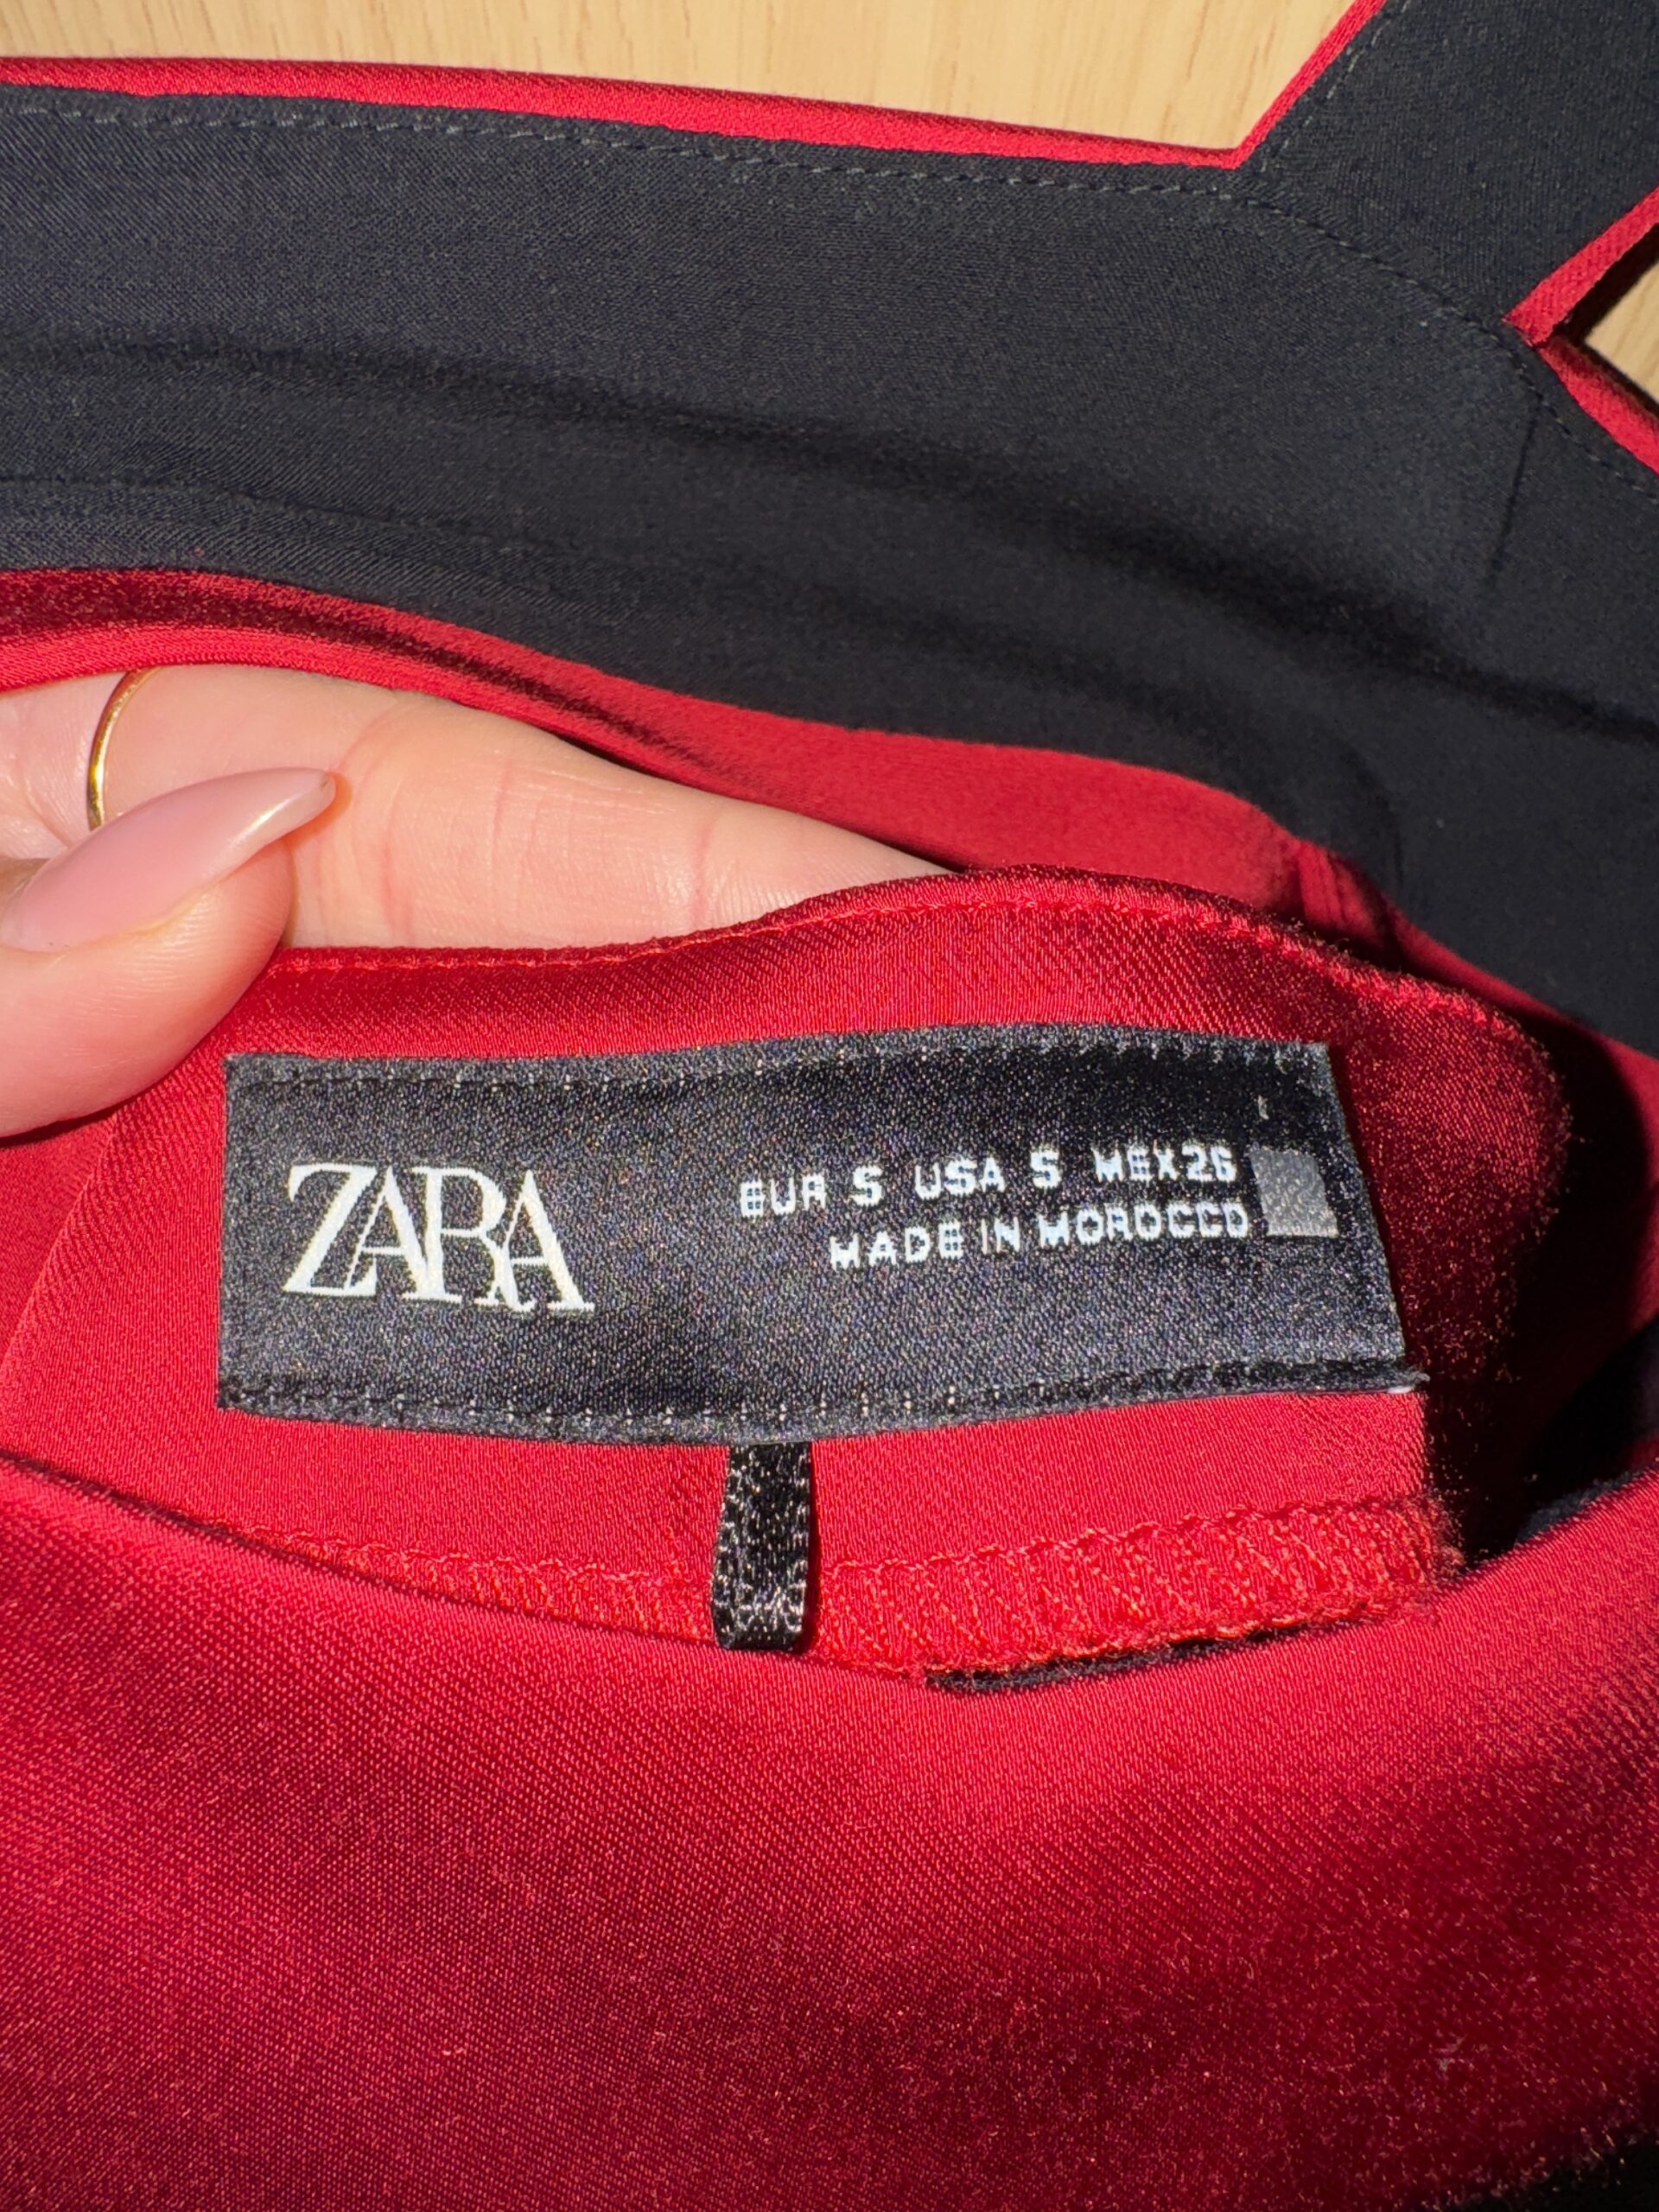 ZARA
EUR S USA S MEX 26
MADE IN MOROCCO